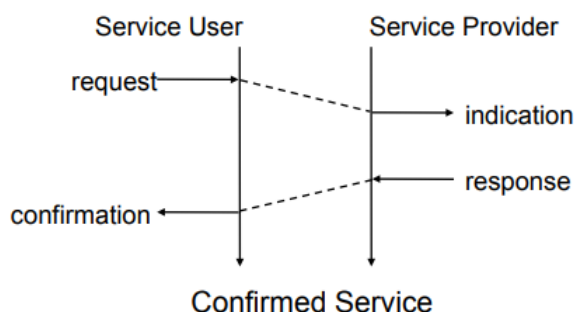 Service User
Service Provider
request
indication
response
confirmation
Confirmed Service